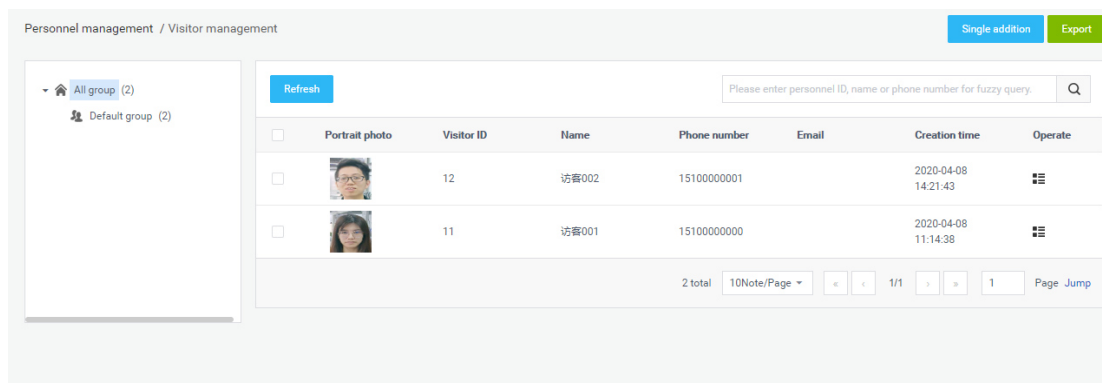 Personnel management / Visitor management
Single addition
Export
All group (2)
Default group (2)
Refresh
Please enter personnel ID, name or phone number for fuzzy query.
Portrait photo Visitor ID Name Phone number Email Creation time Operate
12 访客002 15100000001 2020-04-08
14:21:43
11 访客001 15100000000 2020-04-08
11:14:38
2 total 10Note/Page « ‹ 1/1 › » 1 Page Jump